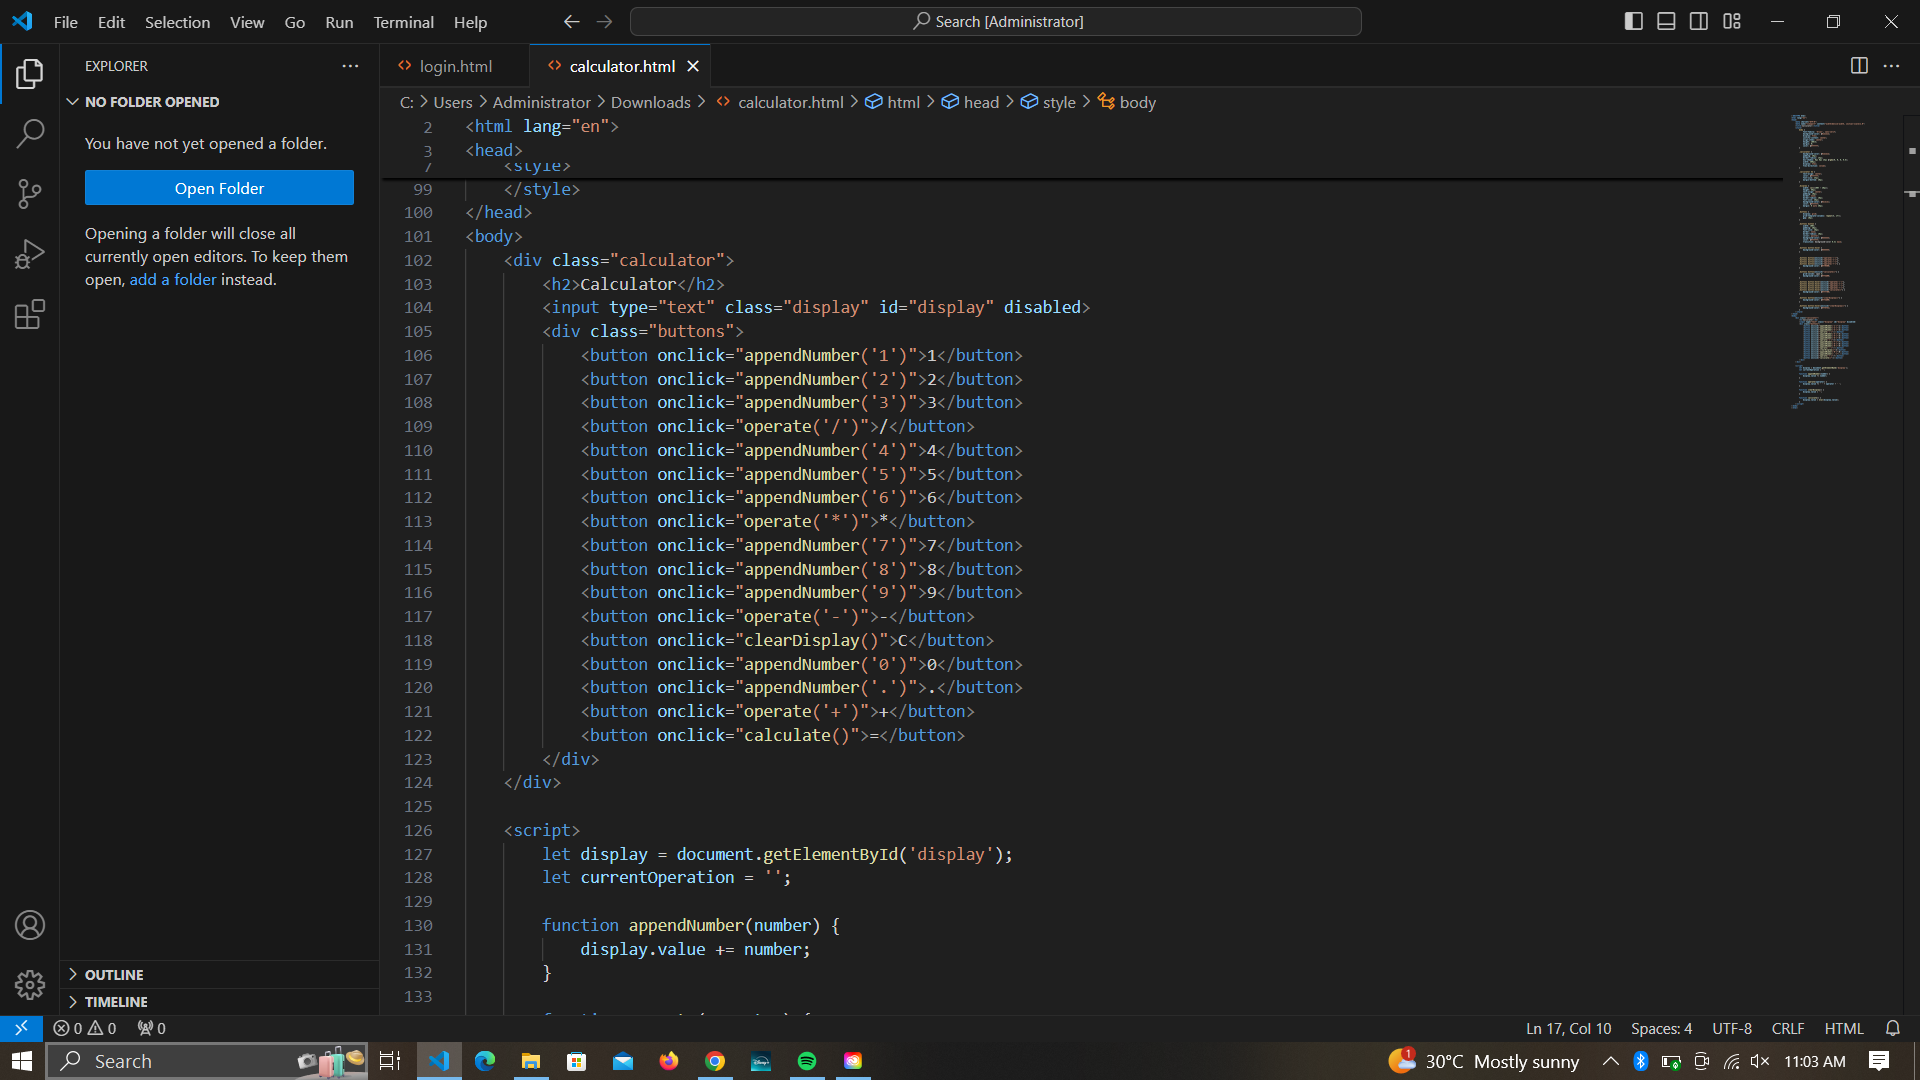 File Edit Selection View Go Run Terminal Help
Search [Administrator]
EXPLORER
NO FOLDER OPENED
You have not yet opened a folder.
Open Folder
Opening a folder will close all
currently open editors. To keep them
open, add a folder instead.
OUTLINE
TIMELINE
login.html calculator.html
C: Users Administrator Downloads calculator.html html head style body
2 <html lang="en">
3 <head>
7 <style>
99 </style>
100 </head>
101 <body>
102 <div class="calculator">
103 <h2>Calculator</h2>
104 <input type="text" class="display" id="display" disabled>
105 <div class="buttons">
106 <button onclick="appendNumber('1')">1</button>
107 <button onclick="appendNumber('2')">2</button>
108 <button onclick="appendNumber('3')">3</button>
109 <button onclick="operate('/')">/</button>
110 <button onclick="appendNumber('4')">4</button>
111 <button onclick="appendNumber('5')">5</button>
112 <button onclick="appendNumber('6')">6</button>
113 <button onclick="operate('*')">*</button>
114 <button onclick="appendNumber('7')">7</button>
115 <button onclick="appendNumber('8')">8</button>
116 <button onclick="appendNumber('9')">9</button>
117 <button onclick="operate('-')">-</button>
118 <button onclick="clearDisplay()">C</button>
119 <button onclick="appendNumber('0')">0</button>
120 <button onclick="appendNumber('.')">.</button>
121 <button onclick="operate('+')">+</button>
122 <button onclick="calculate()">=</button>
123 </div>
124 </div>
125
126 <script>
127 let display = document.getElementById('display');
128 let currentOperation = '';
129
130 function appendNumber(number) {
131 display.value += number;
132 }
133
0 0 0
Ln 17, Col 10 Spaces: 4 UTF-8 CRLF HTML
Search
1 30°C Mostly sunny 11:03 AM